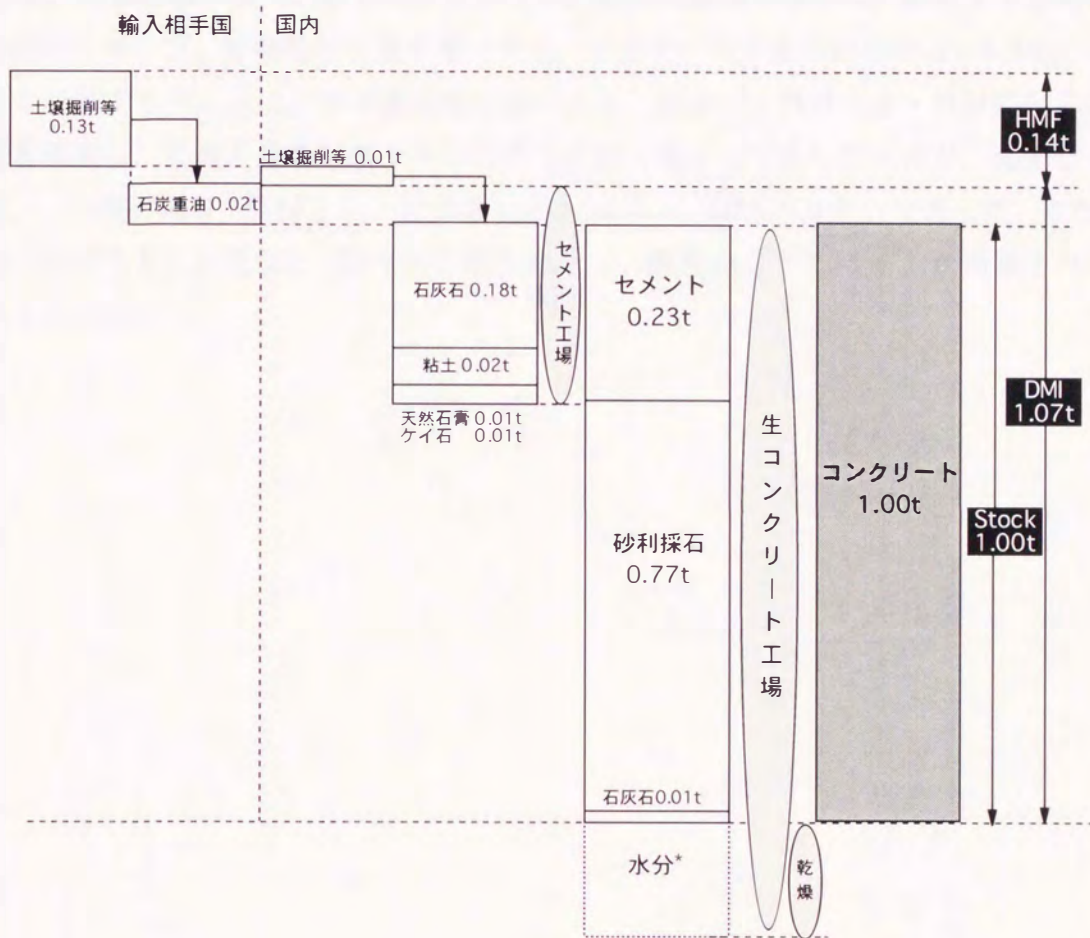 輸入相手国
国内
土壌掘削等
0.13t
HMF
0.14t
土壌掘削等 0.01t
石炭重油 0.02t
石灰石 0.18t
粘土 0.02t
天然石膏 0.01t
ケイ石 0.01t
セメント工場
セメント
0.23t
砂利採石
0.77t
石灰石0.01t
水分*
生コンクリート工場
乾燥
コンクリート
1.00t
Stock
1.00t
DMI
1.07t